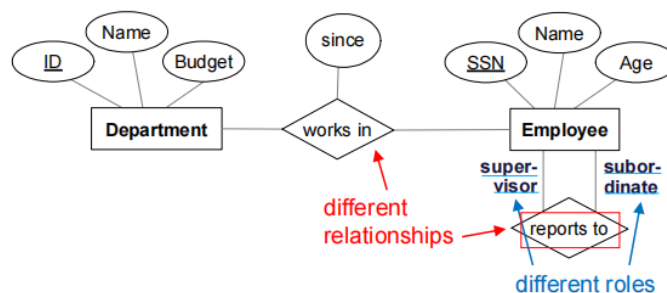 Name
ID
Budget
since
Name
SSN
Age
Department
works in
Employee
super-
visor
subor-
dinate
different
relationships
reports to
different roles